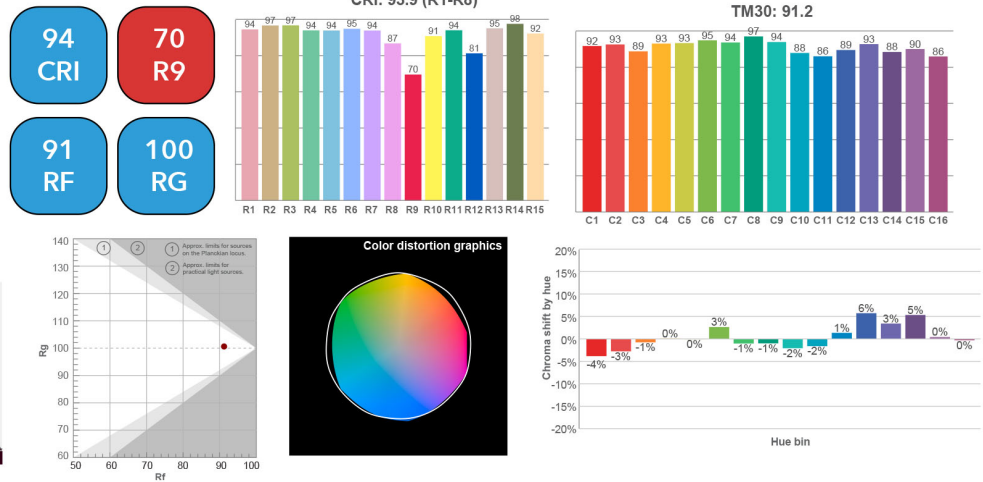 94
CRI
70
R9
91
RF
100
RG
CRI: 93.9 (R1-R8)
94 97 97 94 94 95 94 87 70 91 94 81 95 98 92
R1 R2 R3 R4 R5 R6 R7 R8 R9 R10 R11 R12 R13 R14 R15
TM30: 91.2
92 93 89 93 93 95 94 97 94 88 86 89 93 88 90 86
C1 C2 C3 C4 C5 C6 C7 C8 C9 C10 C11 C12 C13 C14 C15 C16
140
130
120
110
100
90
80
70
60
Rg
1
2
1 Approx. limits for sources
on the Planckian locus.
2 Approx. limits for
practical light sources.
50 60 70 80 90 100
Rf
Color distortion graphics
20%
15%
10%
5%
0%
-5%
-10%
-15%
-20%
Chroma shift by hue
-4% -3% -1% 0% 0% 3% -1% -1% -2% -2% 1% 6% 3% 5% 0% 0%
Hue bin